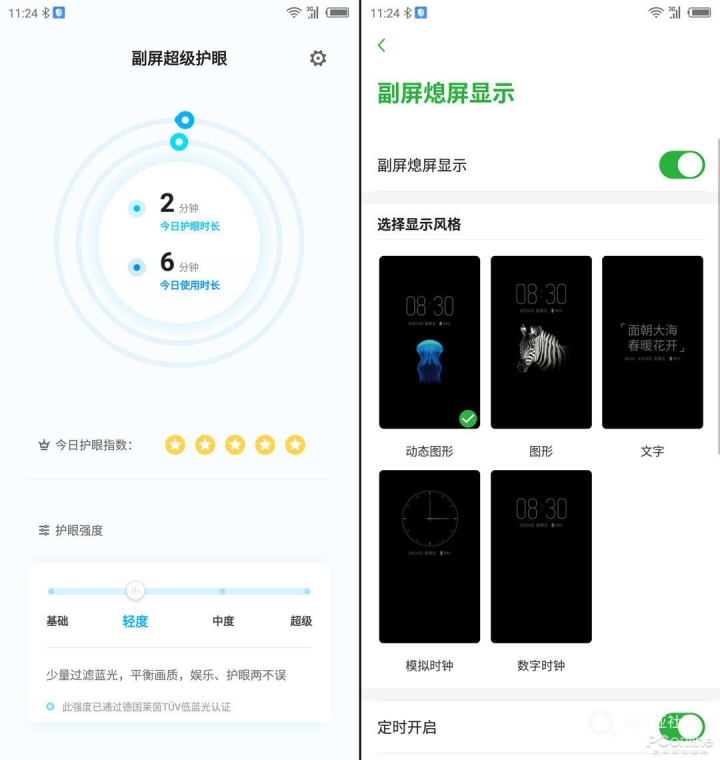 11:24
3G
副屏超级护眼
2 分钟
今日护眼时长
6 分钟
今日使用时长
今日护眼指数：
护眼强度
基础 轻度 中度 超级
少量过滤蓝光，平衡画质，娱乐、护眼两不误
此强度已通过德国莱茵TÜV低蓝光认证
11:24
3G
副屏熄屏显示
副屏熄屏显示
选择显示风格
08:30
08:30
面朝大海
春暖花开
动态图形 图形 文字
08:30
模拟时钟 数字时钟
定时开启
PConline